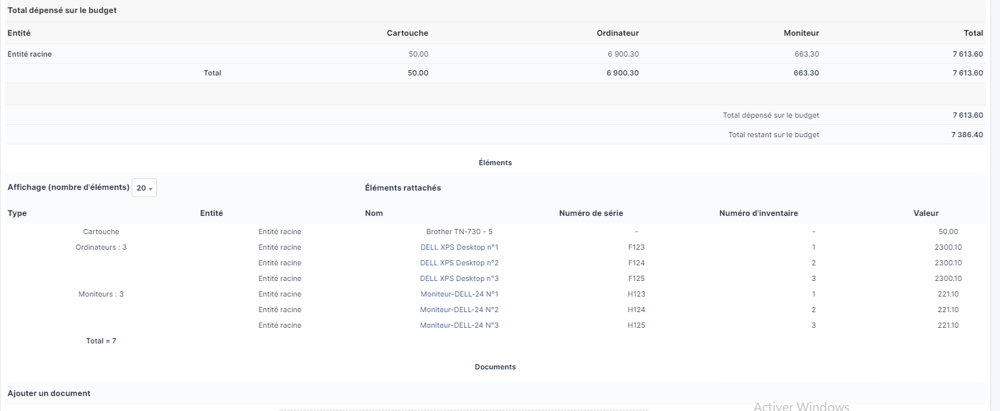 Total dépensé sur le budget
Entité Cartouche Ordinateur Moniteur Total
Entité racine 50.00 6 900.30 663.30 7 613.60
Total 50.00 6 900.30 663.30 7 613.60
Total dépensé sur le budget 7 613.60
Total restant sur le budget 7 386.40
Éléments
Affichage (nombre d'éléments) 20 Éléments rattachés
Type Entité Nom Numéro de série Numéro d'inventaire Valeur
Cartouche Entité racine Brother TN-730 - 5 - - 50.00
Ordinateurs : 3 Entité racine DELL XPS Desktop n°1 F123 1 2300.10
Entité racine DELL XPS Desktop n°2 F124 2 2300.10
Entité racine DELL XPS Desktop n°3 F125 3 2300.10
Moniteurs : 3 Entité racine Moniteur-DELL-24 N°1 H123 1 221.10
Entité racine Moniteur-DELL-24 N°2 H124 2 221.10
Entité racine Moniteur-DELL-24 N°3 H125 3 221.10
Total = 7
Documents
Ajouter un document
Activer Windows